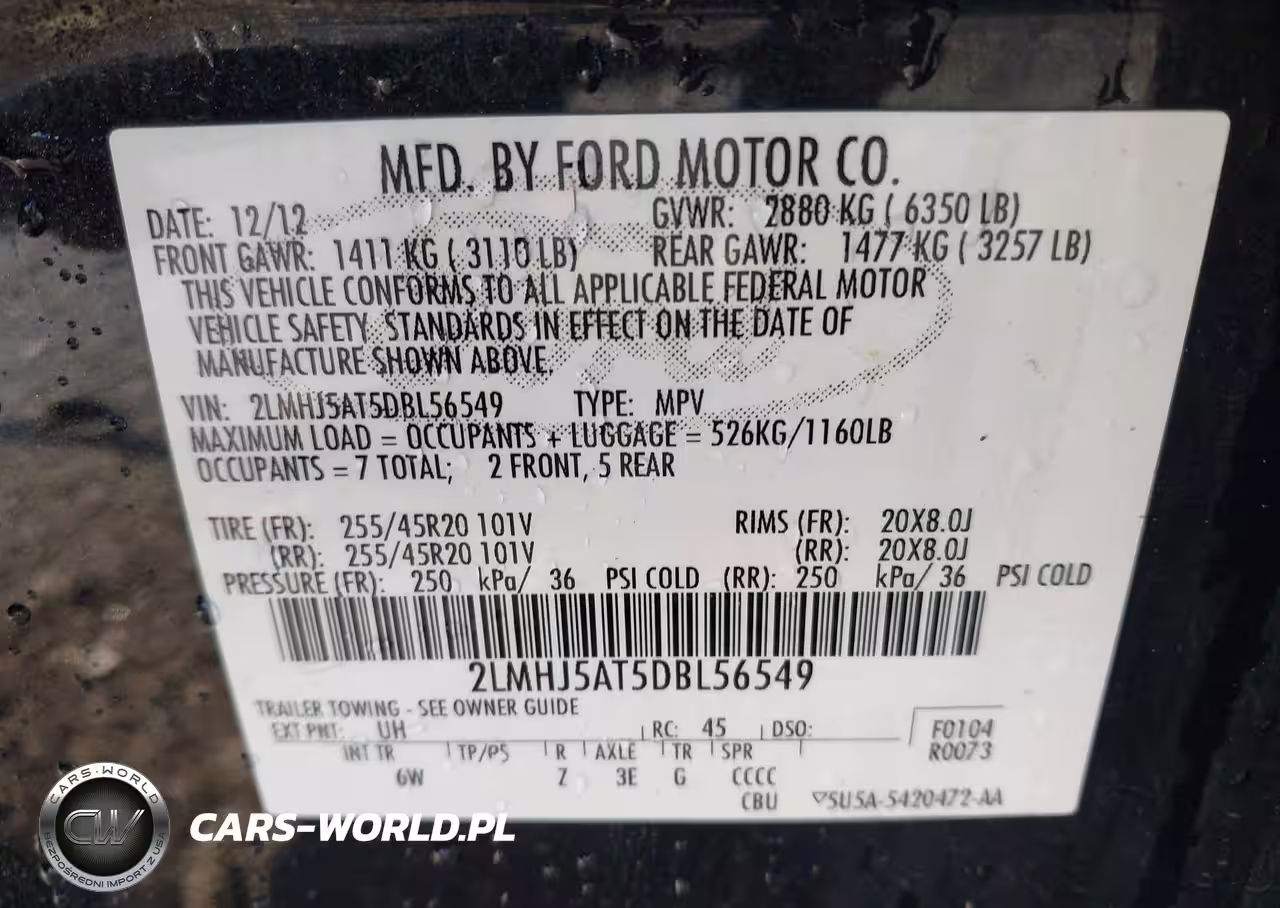 MFD. BY FORD MOTOR CO.
DATE: 12/12 GVWR: 2880 KG ( 6350 LB)
FRONT GAWR: 1411 KG ( 3110 LB) REAR GAWR: 1477 KG ( 3257 LB)
THIS VEHICLE CONFORMS TO ALL APPLICABLE FEDERAL MOTOR
VEHICLE SAFETY STANDARDS IN EFFECT ON THE DATE OF
MANUFACTURE SHOWN ABOVE.
VIN: 2LMHJ5AT5DBL56549 TYPE: MPV
MAXIMUM LOAD = OCCUPANTS + LUGGAGE = 526KG/1160LB
OCCUPANTS = 7 TOTAL; 2 FRONT, 5 REAR
TIRE (FR): 255/45R20 101V RIMS (FR): 20X8.0J
(RR): 255/45R20 101V (RR): 20X8.0J
PRESSURE (FR): 250 kPa/ 36 PSI COLD (RR): 250 kPa/ 36 PSI COLD
2LMHJ5AT5DBL56549
TRAILER TOWING - SEE OWNER GUIDE
EXT PNT: UH RC: 45 DSO: F0104
R0073
INT TR TP/PS R AXLE TR SPR
6W Z 3E G CCCC
CBU ▽5U5A-5420472-AA
CARS-WORLD
CW
BEZPOŚREDNI IMPORT Z USA
CARS-WORLD.PL